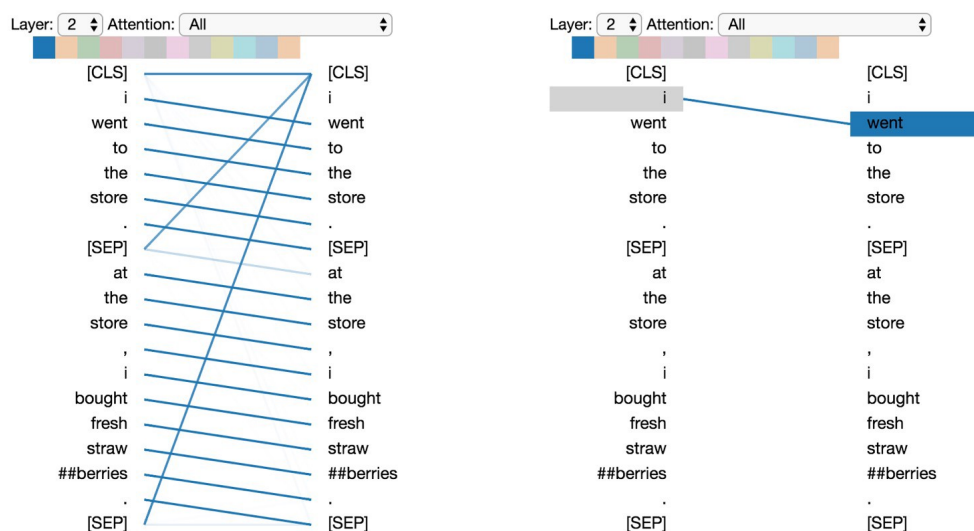 Layer: 2 Attention: All
[CLS] [CLS]
i i
went went
to to
the the
store store
. .
[SEP] [SEP]
at at
the the
store store
, ,
i i
bought bought
fresh fresh
straw straw
##berries ##berries
. .
[SEP] [SEP]
Layer: 2 Attention: All
[CLS] [CLS]
i i
went went
to to
the the
store store
. .
[SEP] [SEP]
at at
the the
store store
, ,
i i
bought bought
fresh fresh
straw straw
##berries ##berries
. .
[SEP] [SEP]